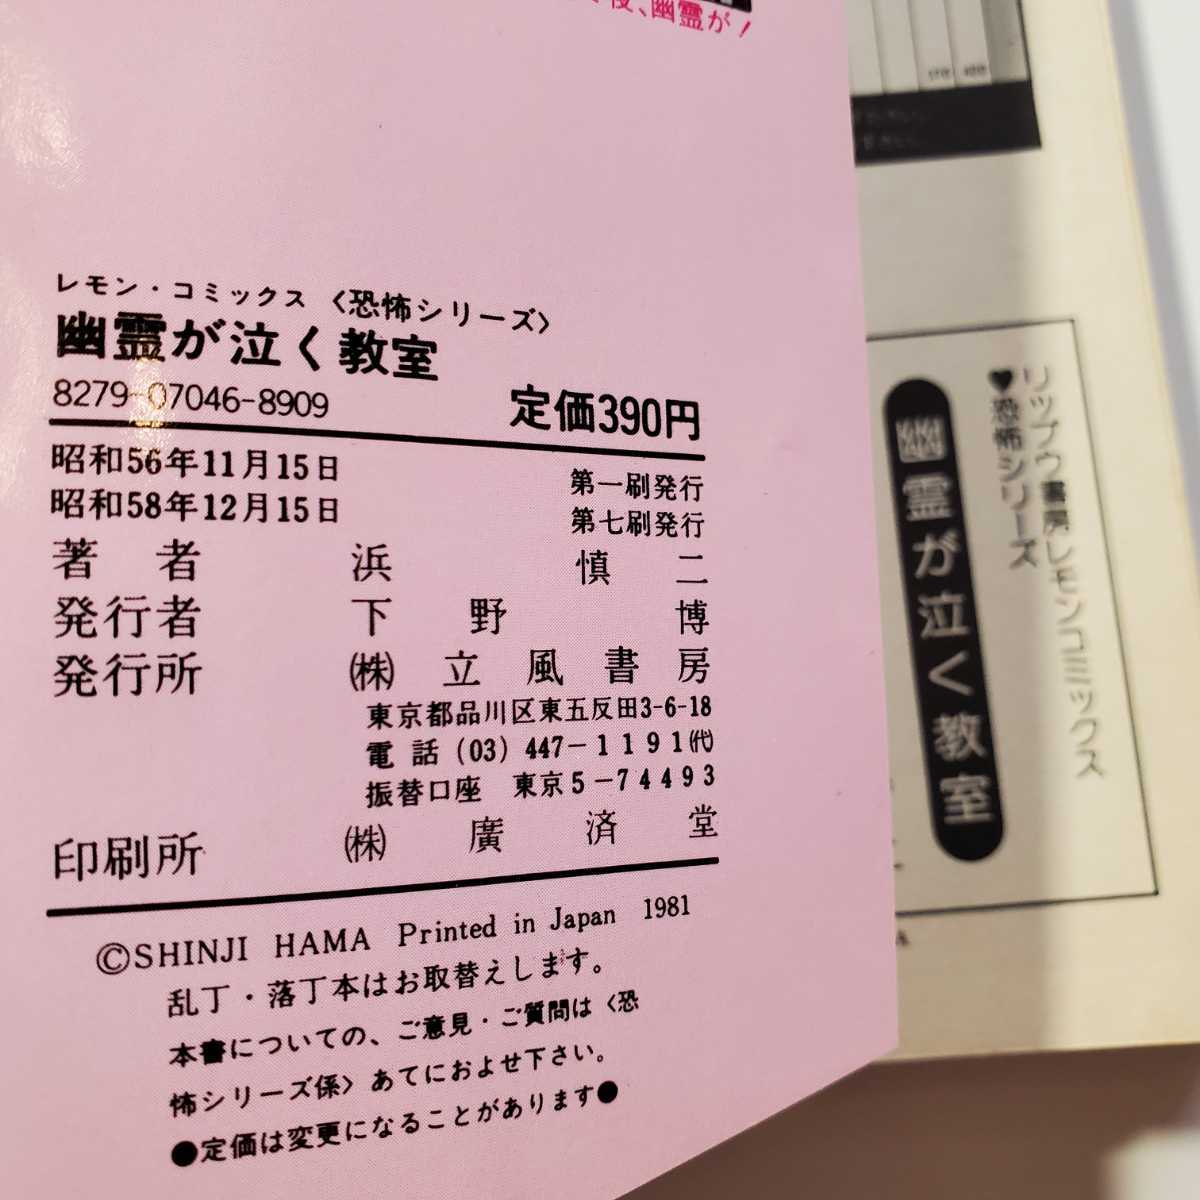 夜、幽霊が!
レモン・コミックス〈恐怖シリーズ〉
幽霊が泣く教室
8279-07046-8909 定価390円
昭和56年11月15日 第一刷発行
昭和58年12月15日 第七刷発行
著者 浜慎二
発行者 下野博
発行所 ㈱立風書房
東京都品川区東五反田3-6-18
電話(03)447-1191㈹
振替口座 東京5-74493
印刷所 ㈱廣済堂
©SHINJI HAMA Printed in Japan 1981
乱丁・落丁本はお取替えします。
本書についての、ご意見・ご質問は〈恐
怖シリーズ係〉あてにおよせ下さい。
●定価は変更になることがあります●
リップウ書房レモンコミックス
♥恐怖シリーズ
幽霊が泣く教室